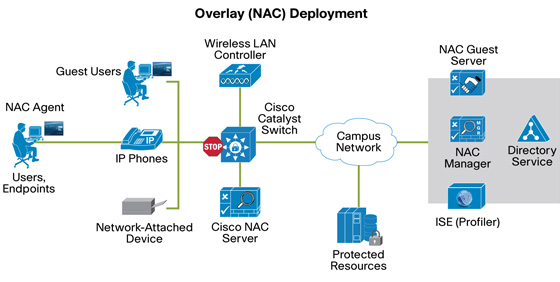 Overlay (NAC) Deployment
Wireless LAN
Controller
NAC Guest
Server
Guest Users
NAC Agent
Cisco
Catalyst
Switch
IP
STOP
Campus
Network
Users,
Endpoints
IP Phones
NAC
Manager
Directory
Service
Network-Attached
Device
Cisco NAC
Server
Protected
Resources
ISE (Profiler)